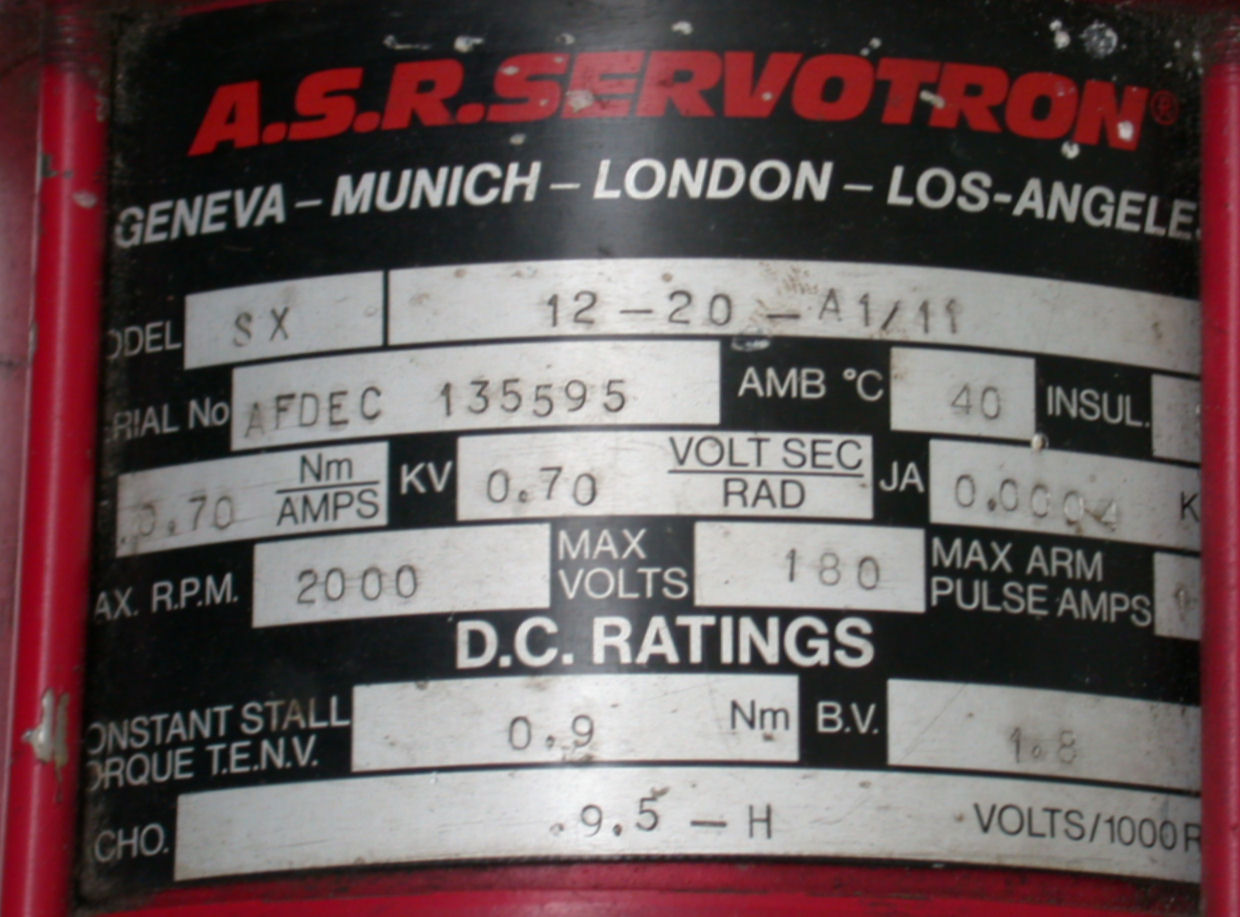 A.S.R.SERVOTRON®
GENEVA – MUNICH – LONDON – LOS-ANGELE
ODEL SX 12 – 20 – A1/11
RIAL No AFDEC 135595 AMB °C 40 INSUL.
0.70 Nm/AMPS KV 0.70 VOLT SEC/RAD JA 0.0004 K
AX. R.P.M. 2000 MAX VOLTS 180 MAX ARM PULSE AMPS
D.C. RATINGS
ONSTANT STALL ORQUE T.E.N.V. 0.9 Nm B.V. 1.8
CHO. 9.5 – H VOLTS/1000 R